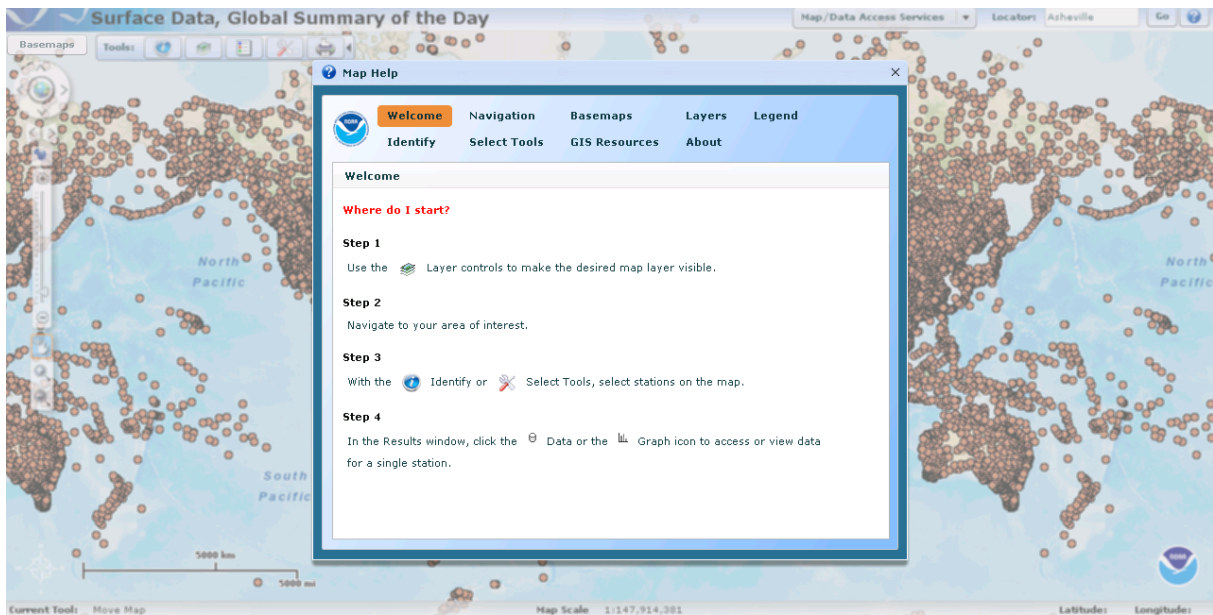 Surface Data, Global Summary of the Day
Map/Data Access Services
Locator:
Asheville
Go
Basemaps
Tools:
Map Help
Welcome
Navigation
Basemaps
Layers
Legend
Identify
Select Tools
GIS Resources
About
Welcome
Where do I start?
Step 1
Use the Layer controls to make the desired map layer visible.
Step 2
Navigate to your area of interest.
Step 3
With the Identify or Select Tools, select stations on the map.
Step 4
In the Results window, click the Data or the Graph icon to access or view data
for a single station.
North
Pacific
South
Pacific
North
Pacific
5000 km
5000 mi
Current Tool: Move Map
Map Scale 1:147,914,381
Latitude:
Longitude: